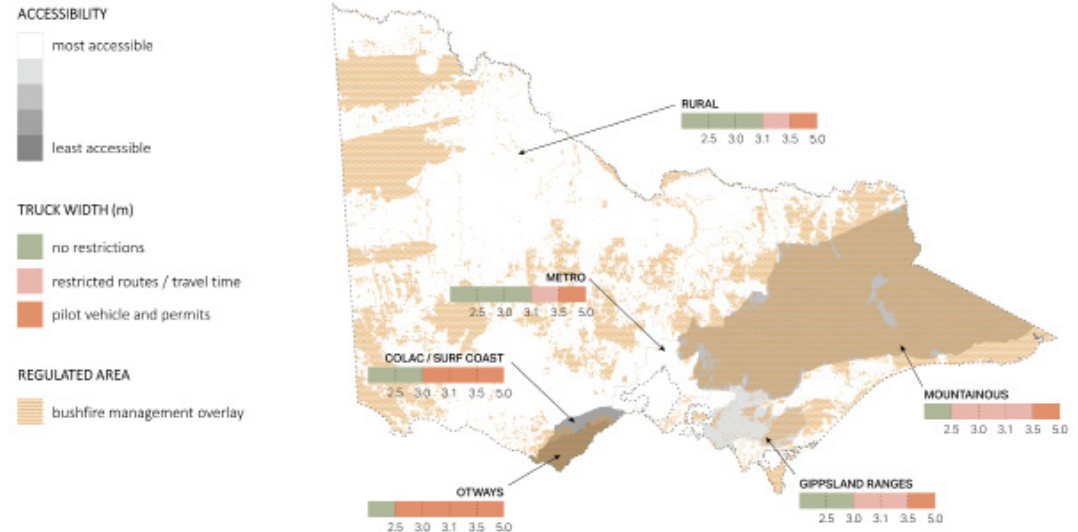 ACCESSIBILITY
most accessible
least accessible
TRUCK WIDTH (m)
no restrictions
restricted routes / travel time
pilot vehicle and permits
REGULATED AREA
bushfire management overlay
RURAL
2.5 3.0 3.1 3.5 5.0
METRO
2.5 3.0 3.1 3.5 5.0
COLAC / SURF COAST
2.5 3.0 3.1 3.5 5.0
MOUNTAINOUS
2.5 3.0 3.1 3.5 5.0
OTWAYS
2.5 3.0 3.1 3.5 5.0
GIPPSLAND RANGES
2.5 3.0 3.1 3.5 5.0